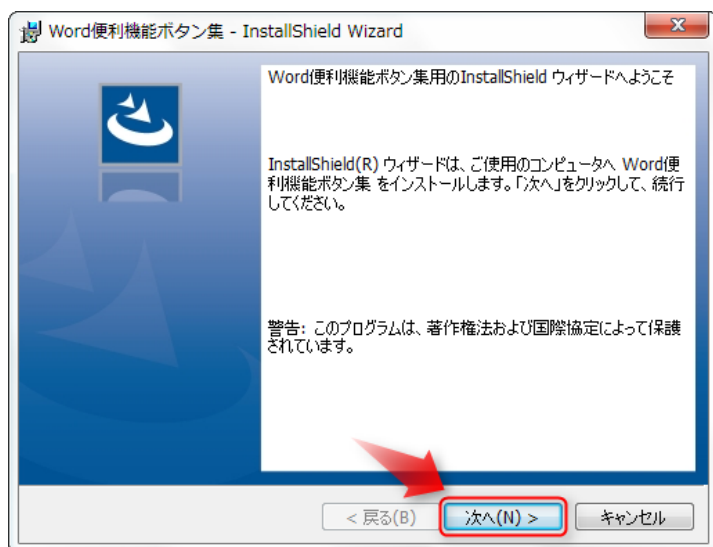 Word便利機能ボタン集 - InstallShield Wizard
Word便利機能ボタン集用のInstallShield ウィザードへようこそ
InstallShield(R) ウィザードは、ご使用のコンピュータへ Word便
利機能ボタン集 をインストールします。「次へ」をクリックして、続行
してください。
警告: このプログラムは、著作権法および国際協定によって保護
されています。
< 戻る(B)
次へ(N) >
キャンセル